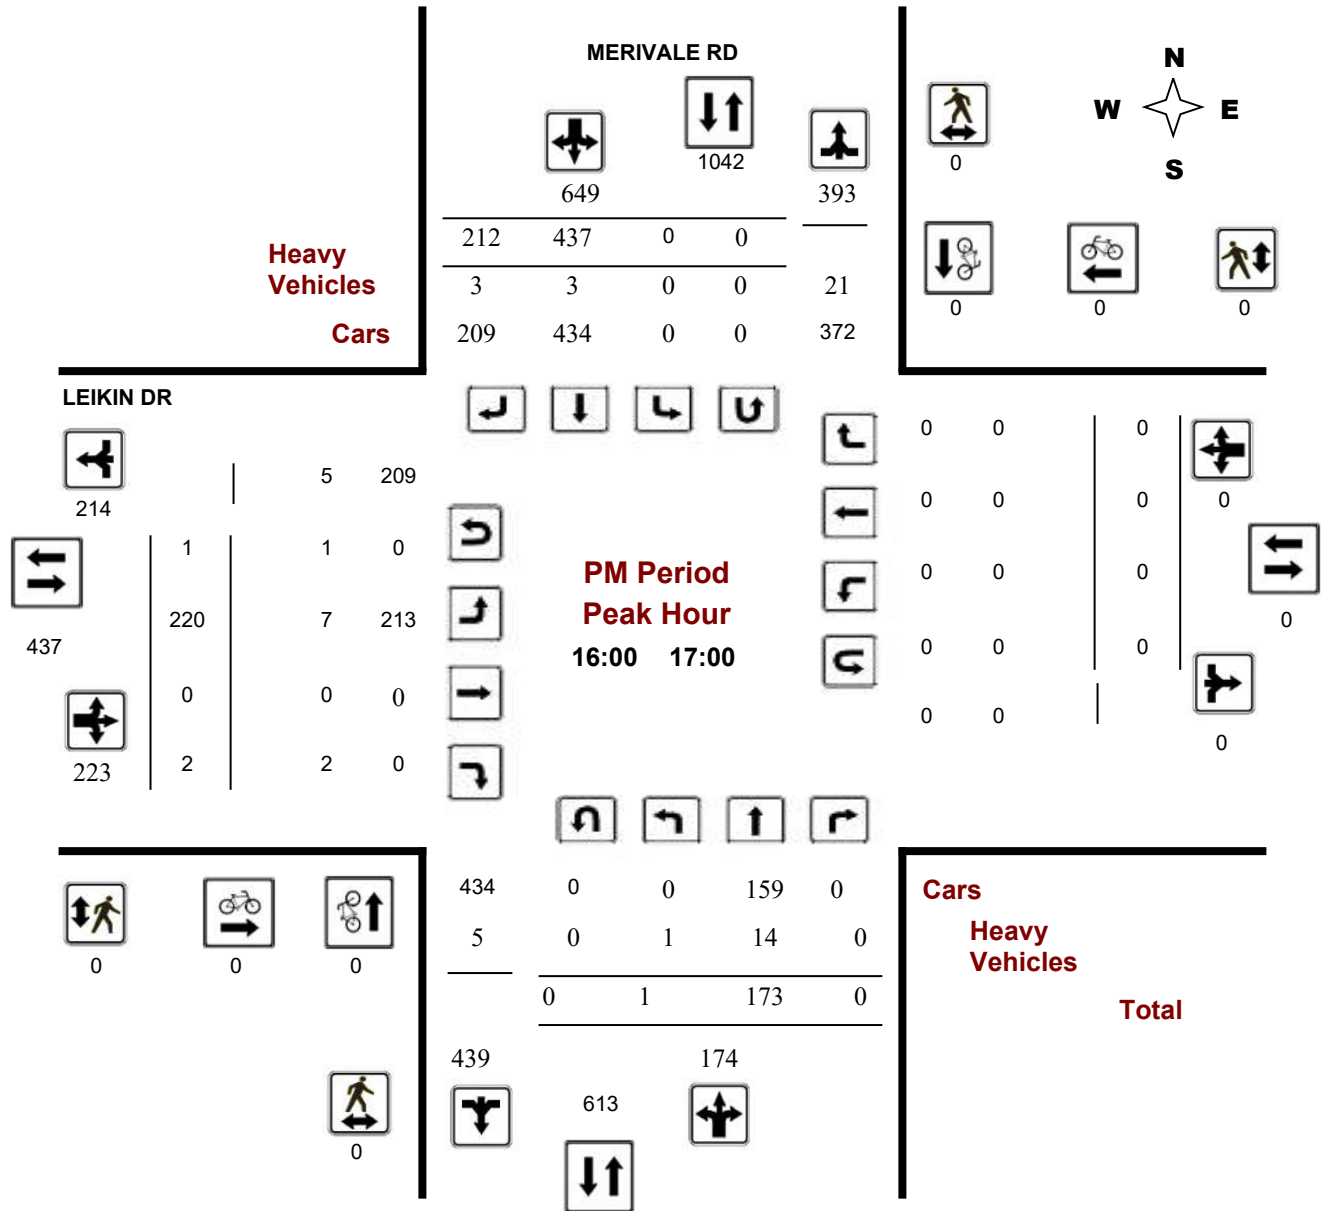 MERIVALE RD
N
W E
S
1042
0
649 393
212 437 0 0
Heavy
Vehicles 3 3 0 0 21
0 0 0
Cars 209 434 0 0 372
LEIKIN DR
0 0 0
5 209
214
0 0 0 0
1 1 0
PM Period
0 0 0
Peak Hour
220 7 213
0
437
16:00 17:00
0 0 0
0 0 0
0 0
0
223 2 2 0
434 0 0 159 0 Cars
5 0 1 14 0 Heavy
Vehicles
0 0 0
0 1 173 0 Total
439 174
613
0